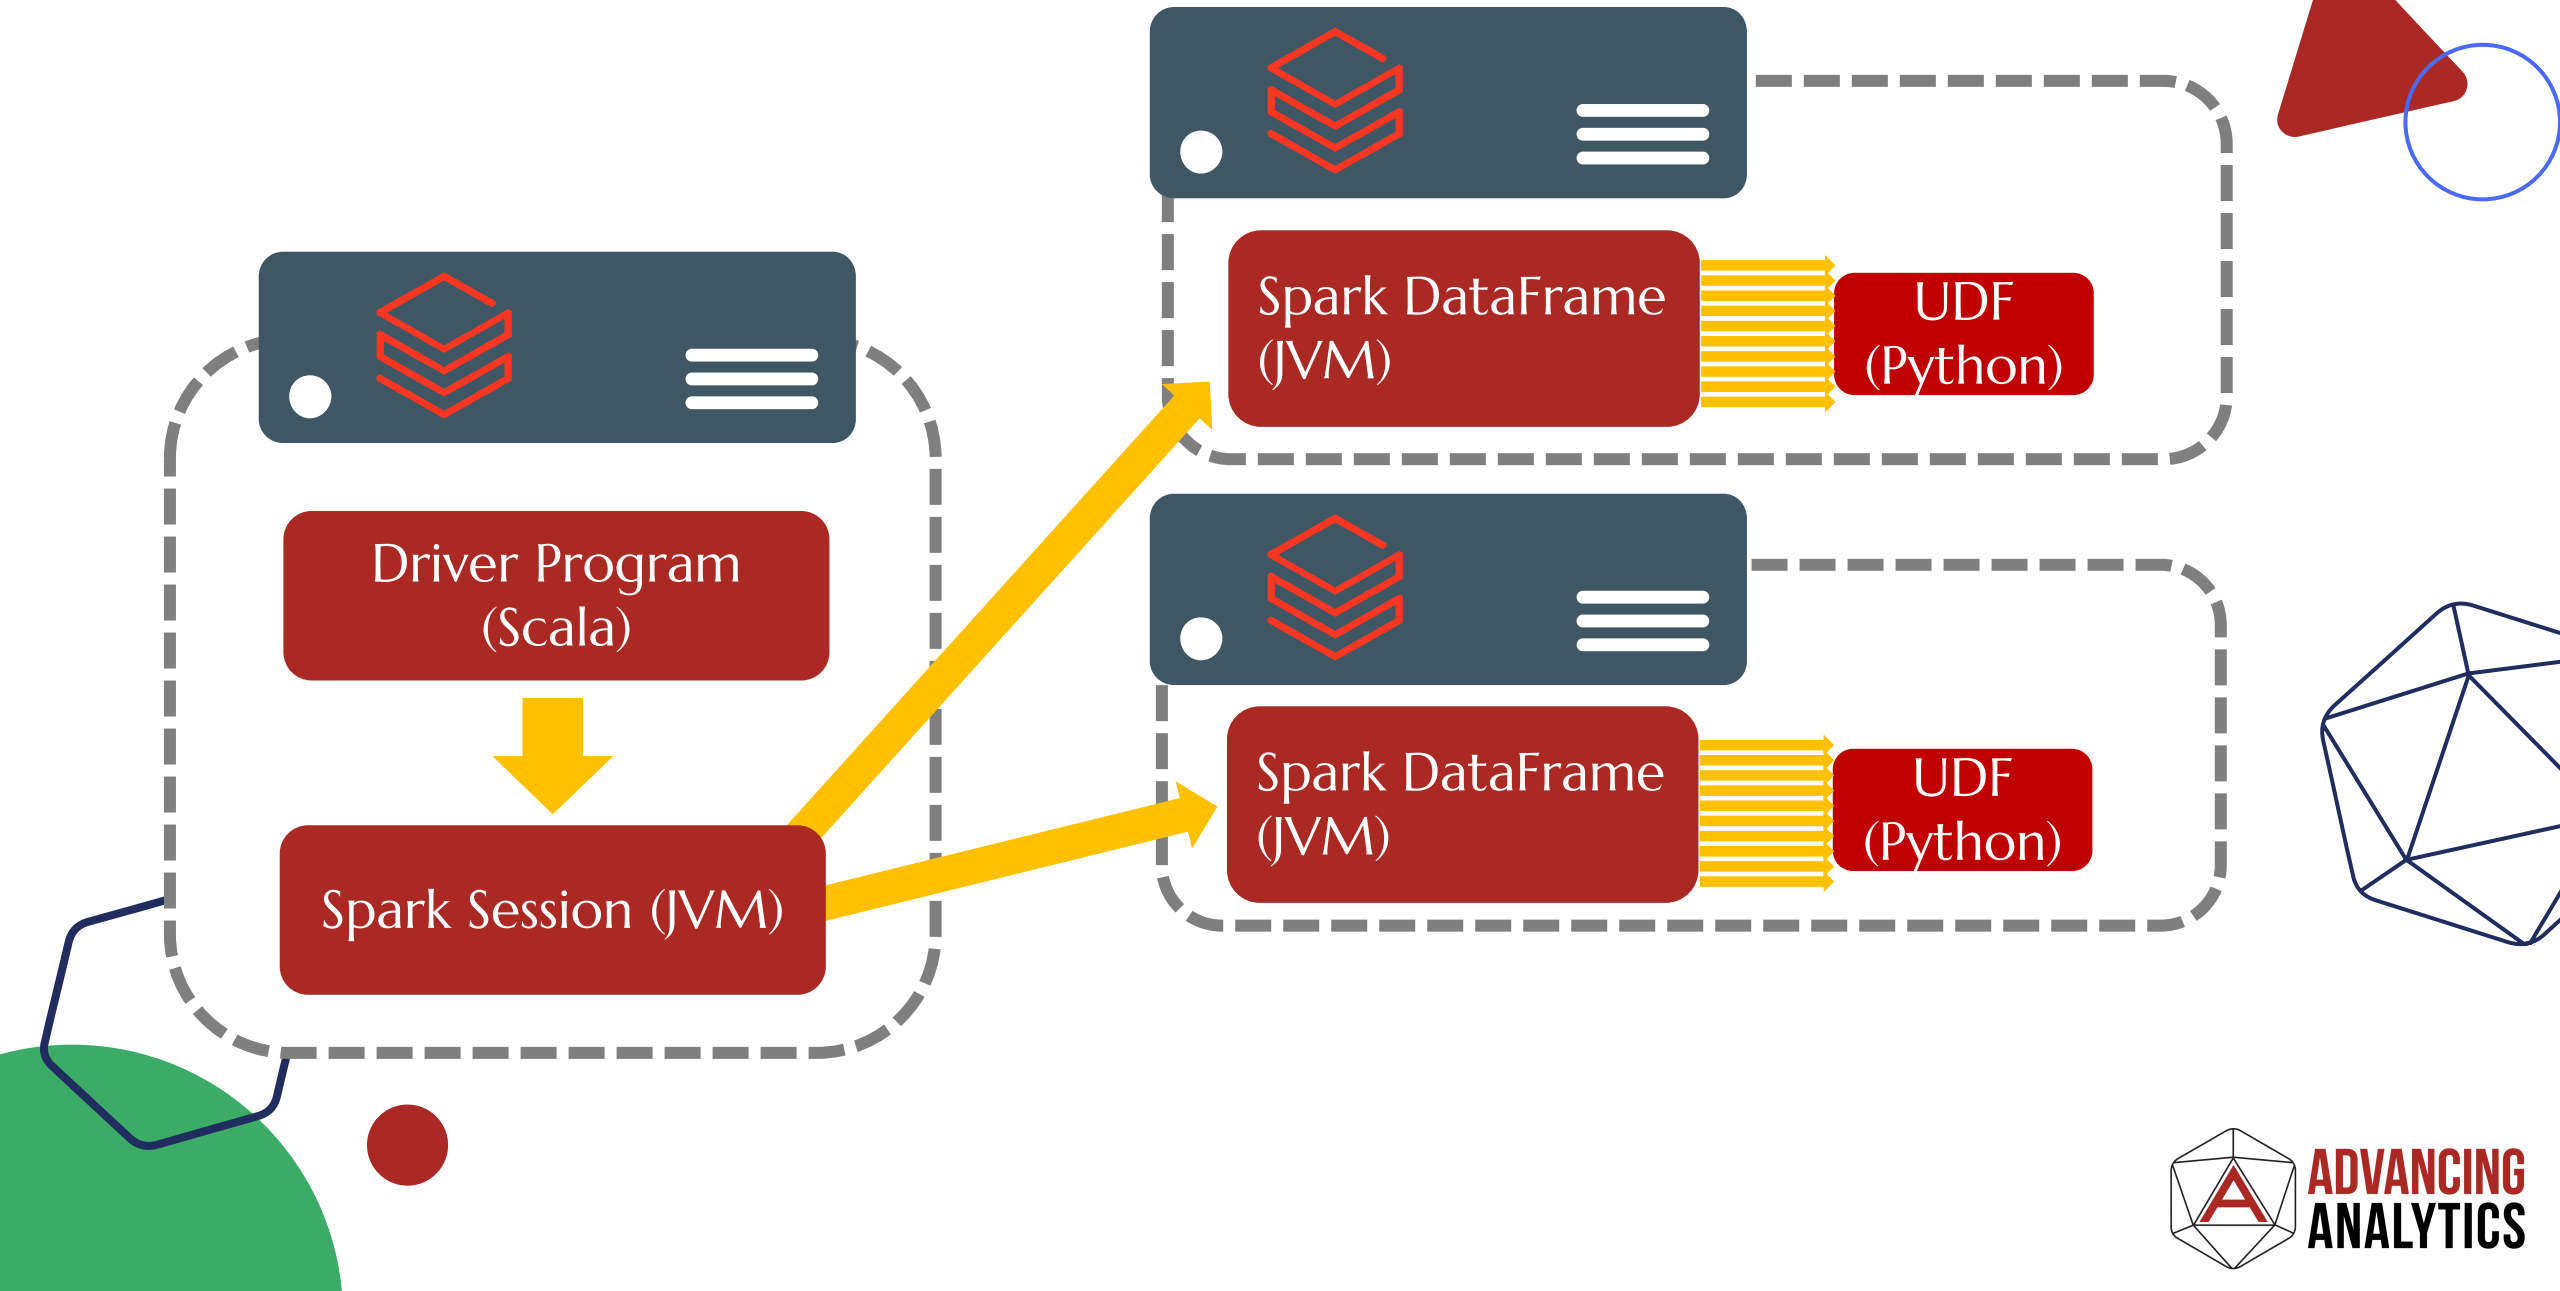 Driver Program
(Scala)
Spark Session (JVM)
Spark DataFrame
(JVM)
UDF
(Python)
Spark DataFrame
(JVM)
UDF
(Python)
A
ADVANCING
ANALYTICS